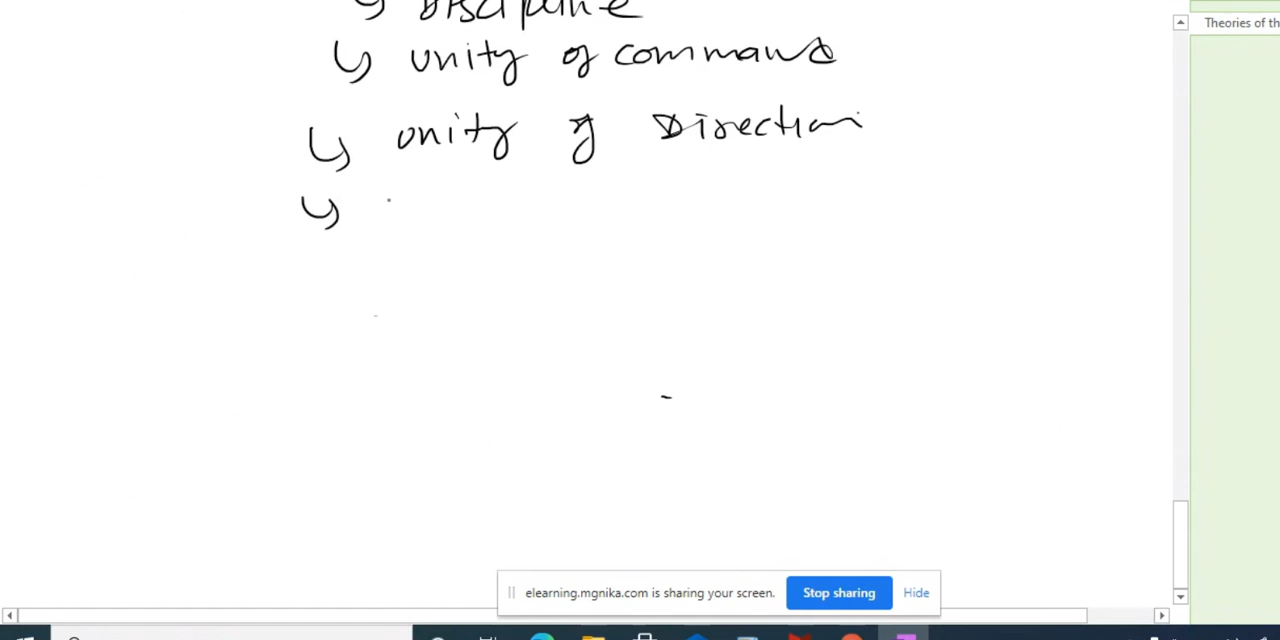 Discipline
Theories of th
unity of command
unity of Direction
elearning.mgnika.com is sharing your screen.
Stop sharing
Hide